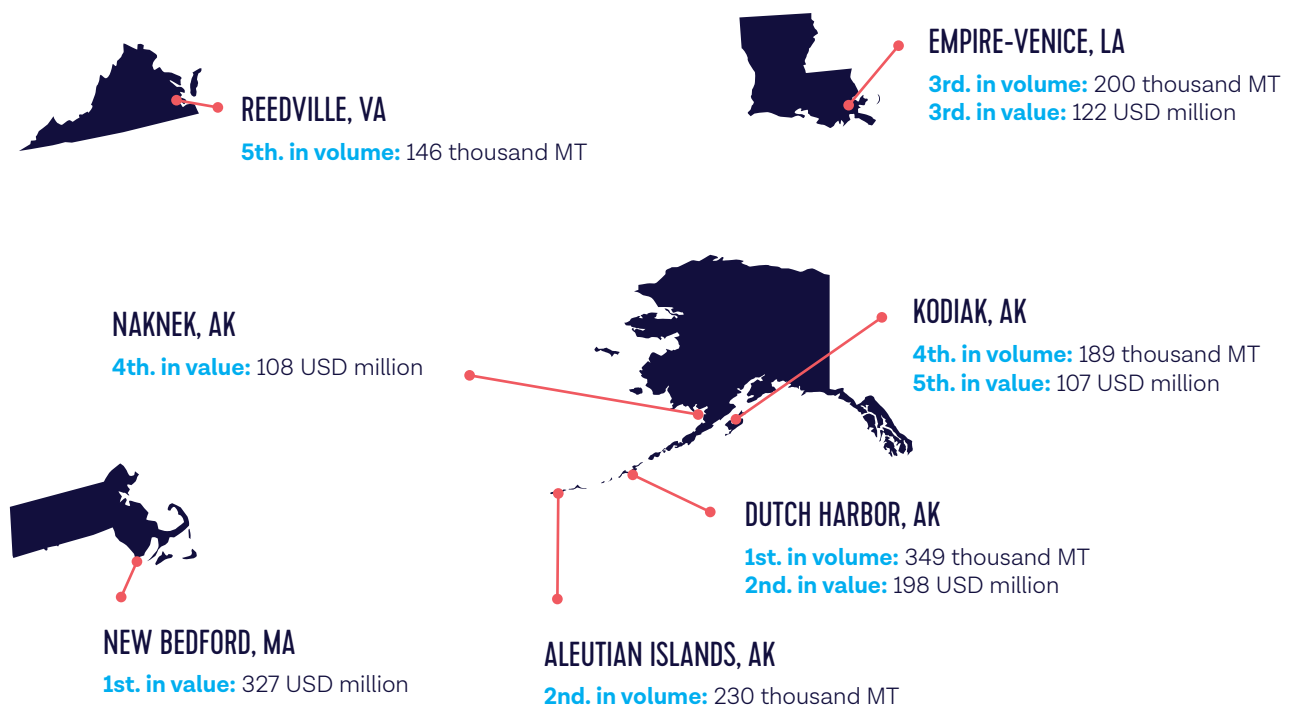 REEDVILLE, VA
5th. in volume: 146 thousand MT
EMPIRE-VENICE, LA
3rd. in volume: 200 thousand MT
3rd. in value: 122 USD million
NAKNEK, AK
4th. in value: 108 USD million
KODIAK, AK
4th. in volume: 189 thousand MT
5th. in value: 107 USD million
DUTCH HARBOR, AK
1st. in volume: 349 thousand MT
2nd. in value: 198 USD million
NEW BEDFORD, MA
1st. in value: 327 USD million
ALEUTIAN ISLANDS, AK
2nd. in volume: 230 thousand MT